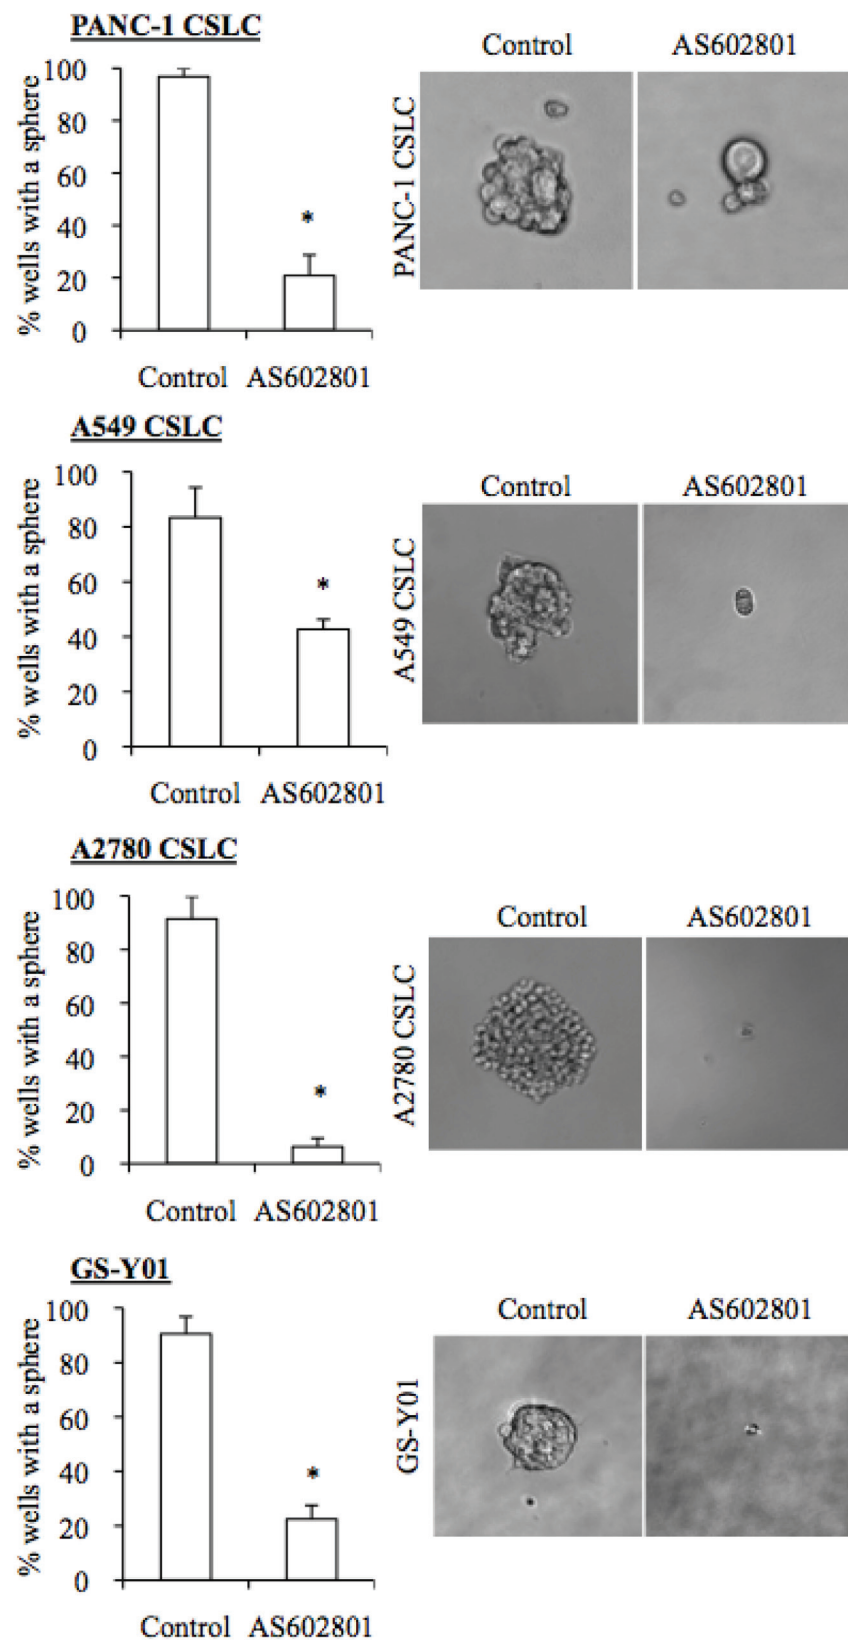 PANC-1 CSLC
% wells with a sphere
100
80
60
40
20
0
*
Control AS602801
Control AS602801
PANC-1 CSLC
A549 CSLC
% wells with a sphere
100
80
60
40
20
0
*
Control AS602801
Control AS602801
A549 CSLC
A2780 CSLC
% wells with a sphere
100
80
60
40
20
0
*
Control AS602801
Control AS602801
A2780 CSLC
GS-Y01
% wells with a sphere
100
80
60
40
20
0
*
Control AS602801
Control AS602801
GS-Y01